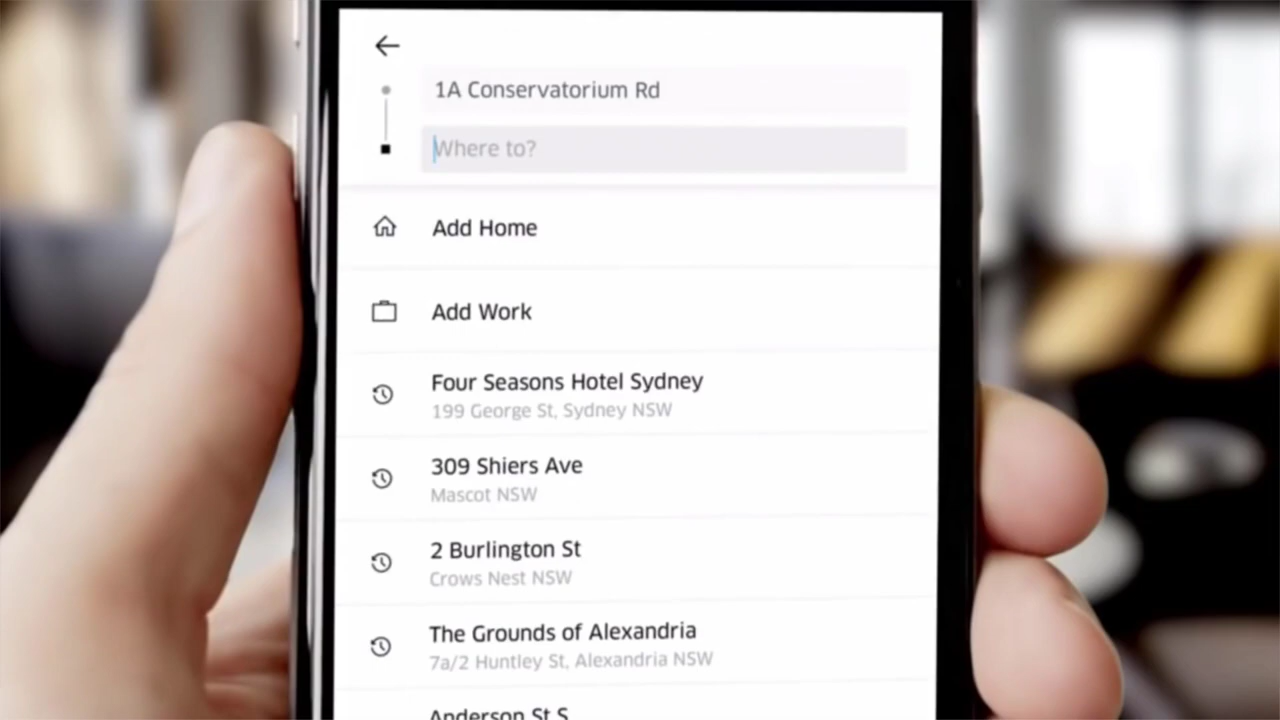 1A Conservatorium Rd
Where to?
Add Home
Add Work
Four Seasons Hotel Sydney
199 George St, Sydney NSW
309 Shiers Ave
Mascot NSW
2 Burlington St
Crows Nest NSW
The Grounds of Alexandria
7a/2 Huntley St, Alexandria NSW
Anderson St S